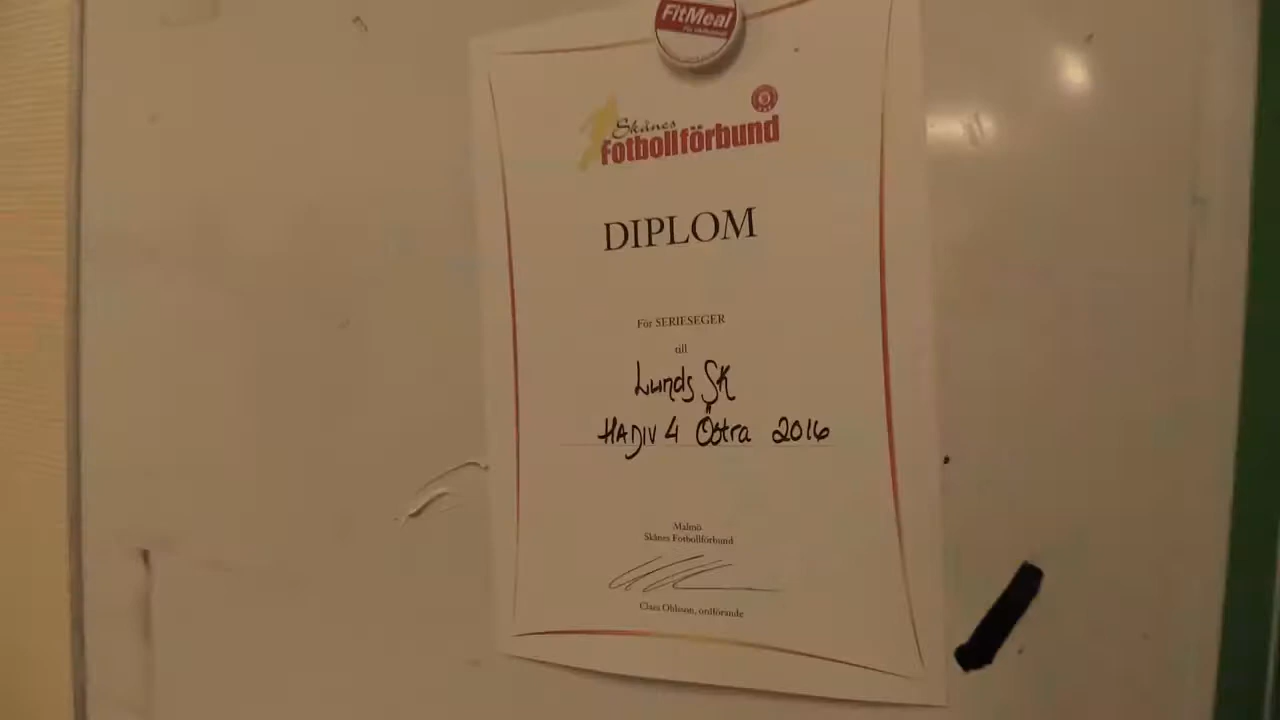 FitMeal
Skånes
Fotbollförbund
DIPLOM
För SERIESEGER
till
Lunds SK
HADIV 4 Östra 2016
Malmö
Skånes Fotbollförbund
Claes Ohlsson, ordförande